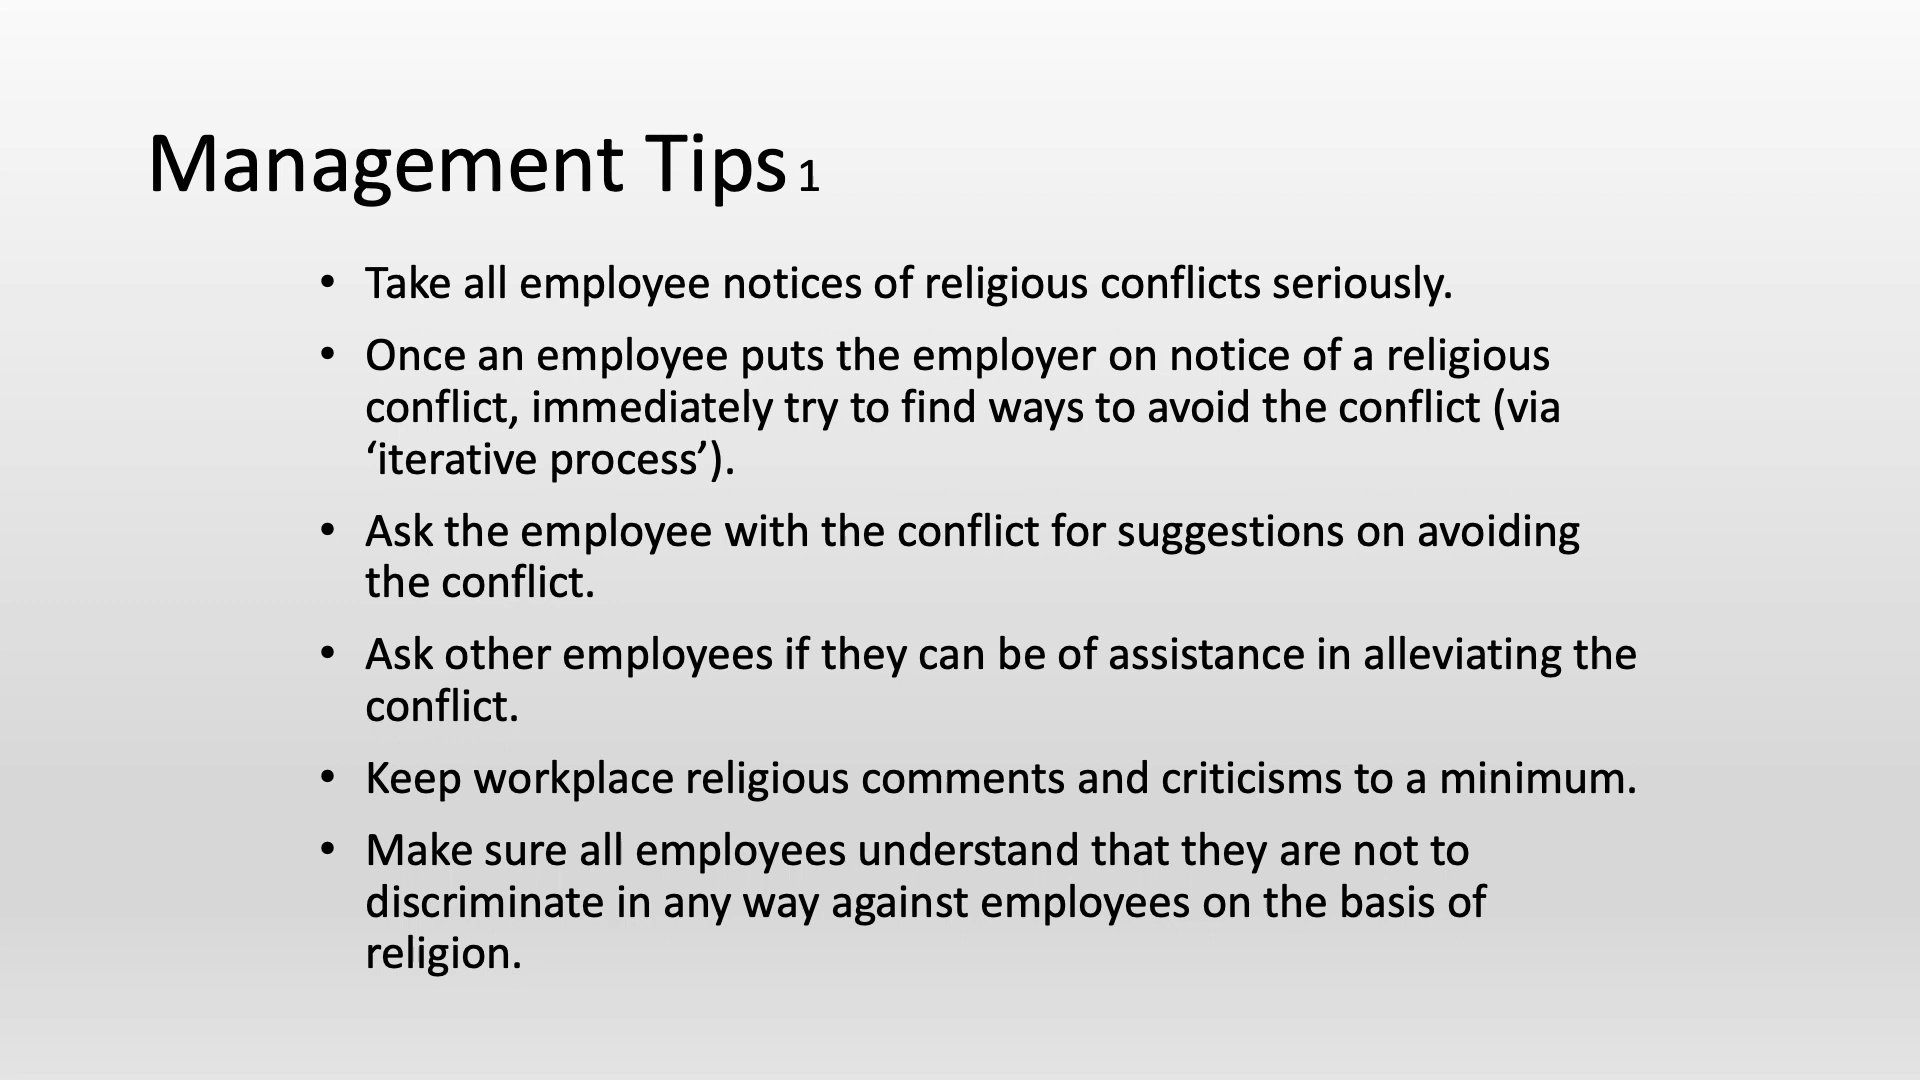 Management Tips 1
• Take all employee notices of religious conflicts seriously.
• Once an employee puts the employer on notice of a religious
conflict, immediately try to find ways to avoid the conflict (via
‘iterative process’).
• Ask the employee with the conflict for suggestions on avoiding
the conflict.
• Ask other employees if they can be of assistance in alleviating the
conflict.
• Keep workplace religious comments and criticisms to a minimum.
• Make sure all employees understand that they are not to
discriminate in any way against employees on the basis of
religion.